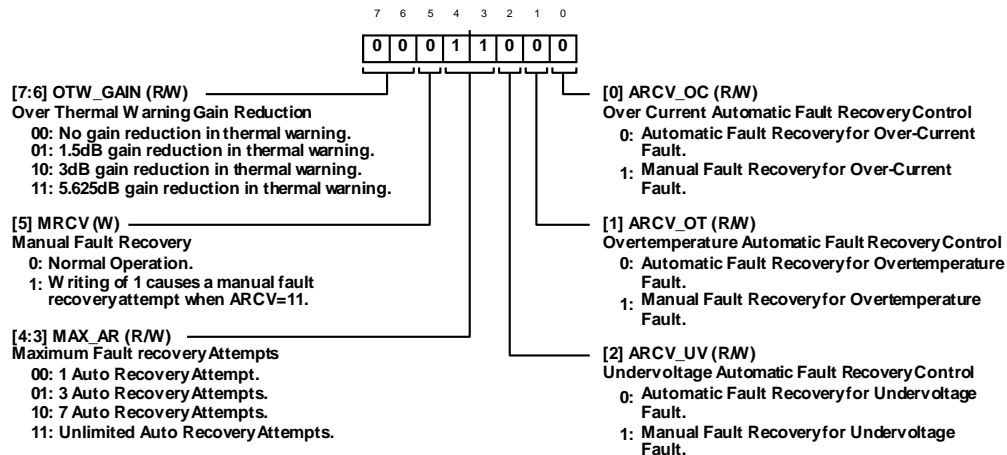 7 6 5 4 3 2 1 0
0 0 0 1 1 0 0 0
[7:6] OTW_GAIN (R/W)
Over Thermal Warning Gain Reduction
00: No gain reduction in thermal warning.
01: 1.5dB gain reduction in thermal warning.
10: 3dB gain reduction in thermal warning.
11: 5.625dB gain reduction in thermal warning.
[5] MRCV (W)
Manual Fault Recovery
0: Normal Operation.
1: Writing of 1 causes a manual fault
recovery attempt when ARCV=11.
[4:3] MAX_AR (R/W)
Maximum Fault recovery Attempts
00: 1 Auto Recovery Attempt.
01: 3 Auto Recovery Attempts.
10: 7 Auto Recovery Attempts.
11: Unlimited Auto Recovery Attempts.
[0] ARCV_OC (R/W)
Over Current Automatic Fault Recovery Control
0: Automatic Fault Recovery for Over-Current
Fault.
1: Manual Fault Recovery for Over-Current
Fault.
[1] ARCV_OT (R/W)
Overtemperature Automatic Fault Recovery Control
0: Automatic Fault Recovery for Overtemperature
Fault.
1: Manual Fault Recovery for Overtemperature
Fault.
[2] ARCV_UV (R/W)
Undervoltage Automatic Fault Recovery Control
0: Automatic Fault Recovery for Undervoltage
Fault.
1: Manual Fault Recovery for Undervoltage
Fault.